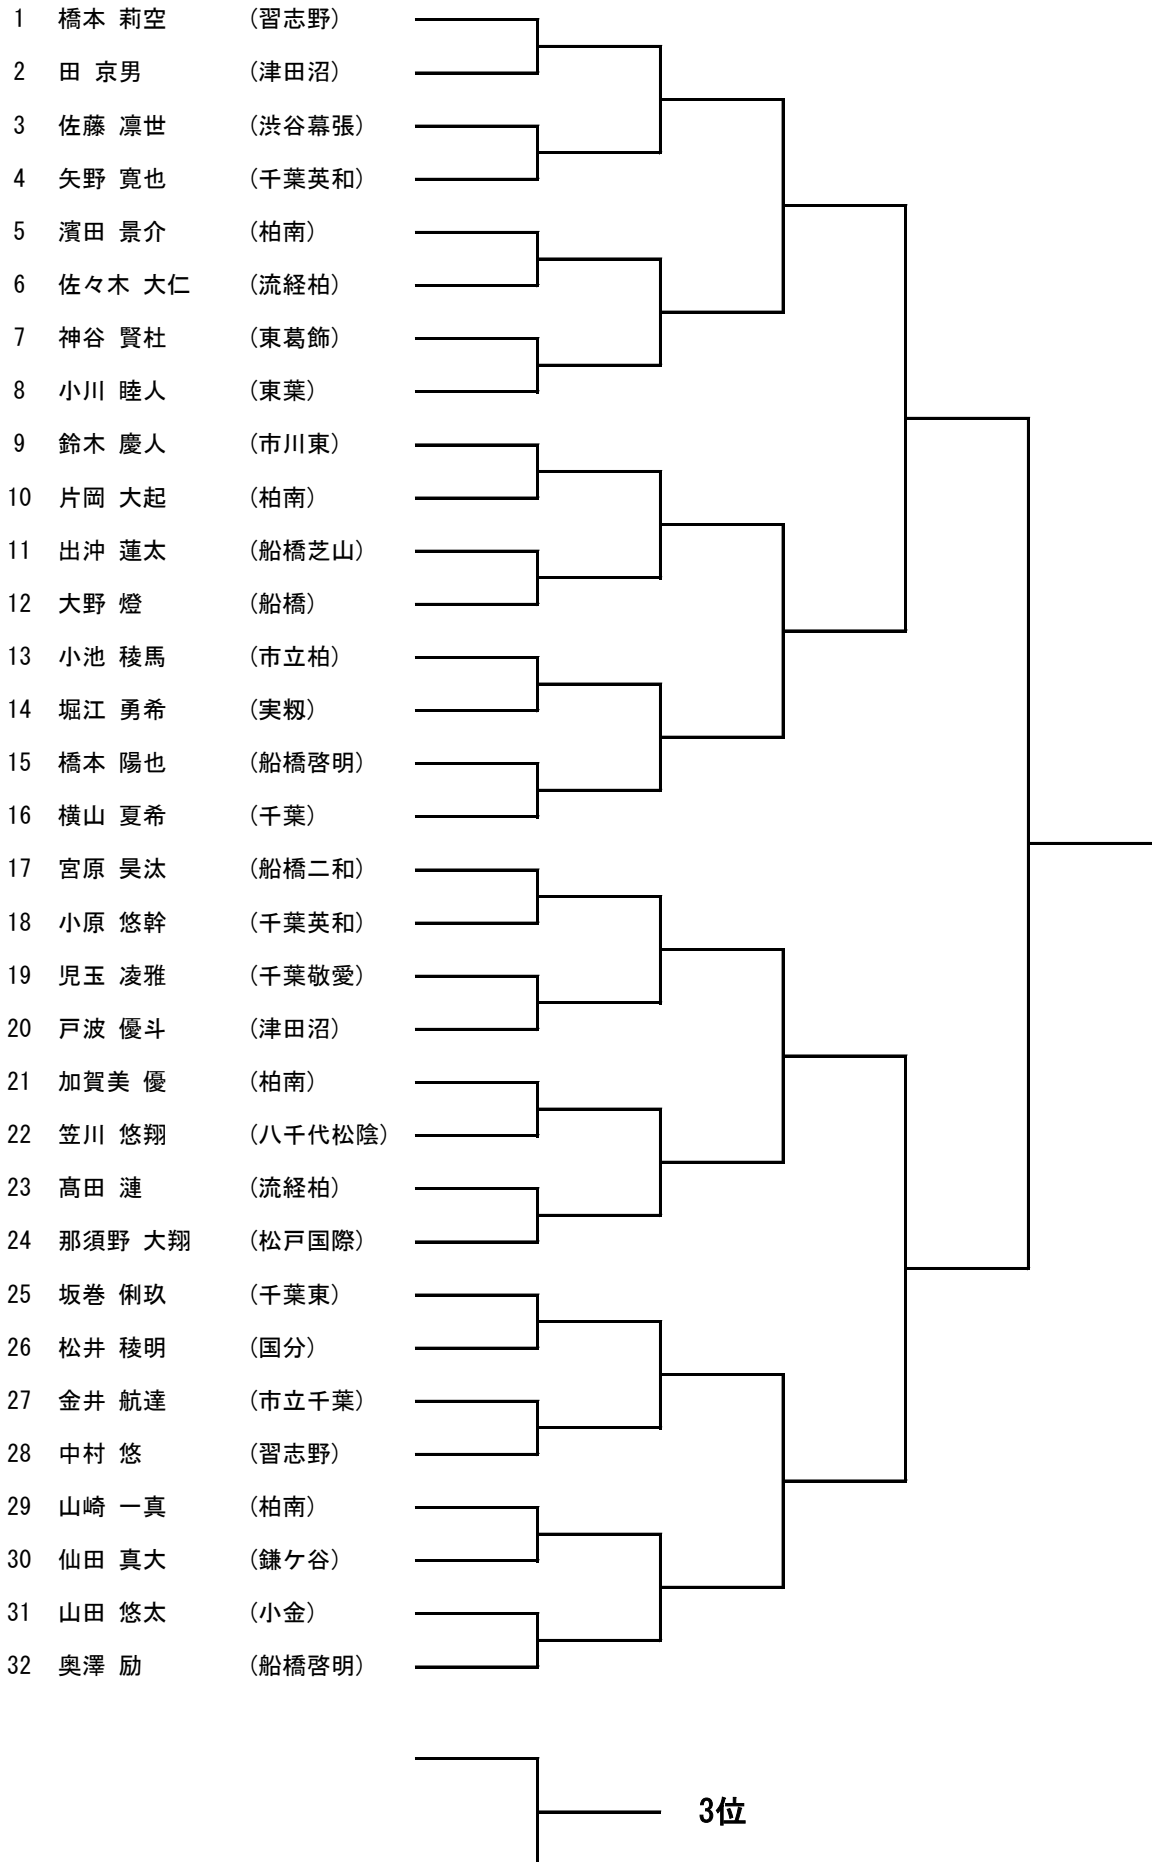 1 橋本 莉空 (習志野)
2 田 京男 (津田沼)
3 佐藤 凛世 (渋谷幕張)
4 矢野 寛也 (千葉英和)
5 濱田 景介 (柏南)
6 佐々木 大仁 (流経柏)
7 神谷 賢杜 (東葛飾)
8 小川 睦人 (東葉)
9 鈴木 慶人 (市川東)
10 片岡 大起 (柏南)
11 出沖 蓮太 (船橋芝山)
12 大野 燈 (船橋)
13 小池 稜馬 (市立柏)
14 堀江 勇希 (実籾)
15 橋本 陽也 (船橋啓明)
16 横山 夏希 (千葉)
17 宮原 昊汰 (船橋二和)
18 小原 悠幹 (千葉英和)
19 児玉 凌雅 (千葉敬愛)
20 戸波 優斗 (津田沼)
21 加賀美 優 (柏南)
22 笠川 悠翔 (八千代松陰)
23 髙田 漣 (流経柏)
24 那須野 大翔 (松戸国際)
25 坂巻 俐玖 (千葉東)
26 松井 稜明 (国分)
27 金井 航達 (市立千葉)
28 中村 悠 (習志野)
29 山崎 一真 (柏南)
30 仙田 真大 (鎌ケ谷)
31 山田 悠太 (小金)
32 奥澤 励 (船橋啓明)
3位